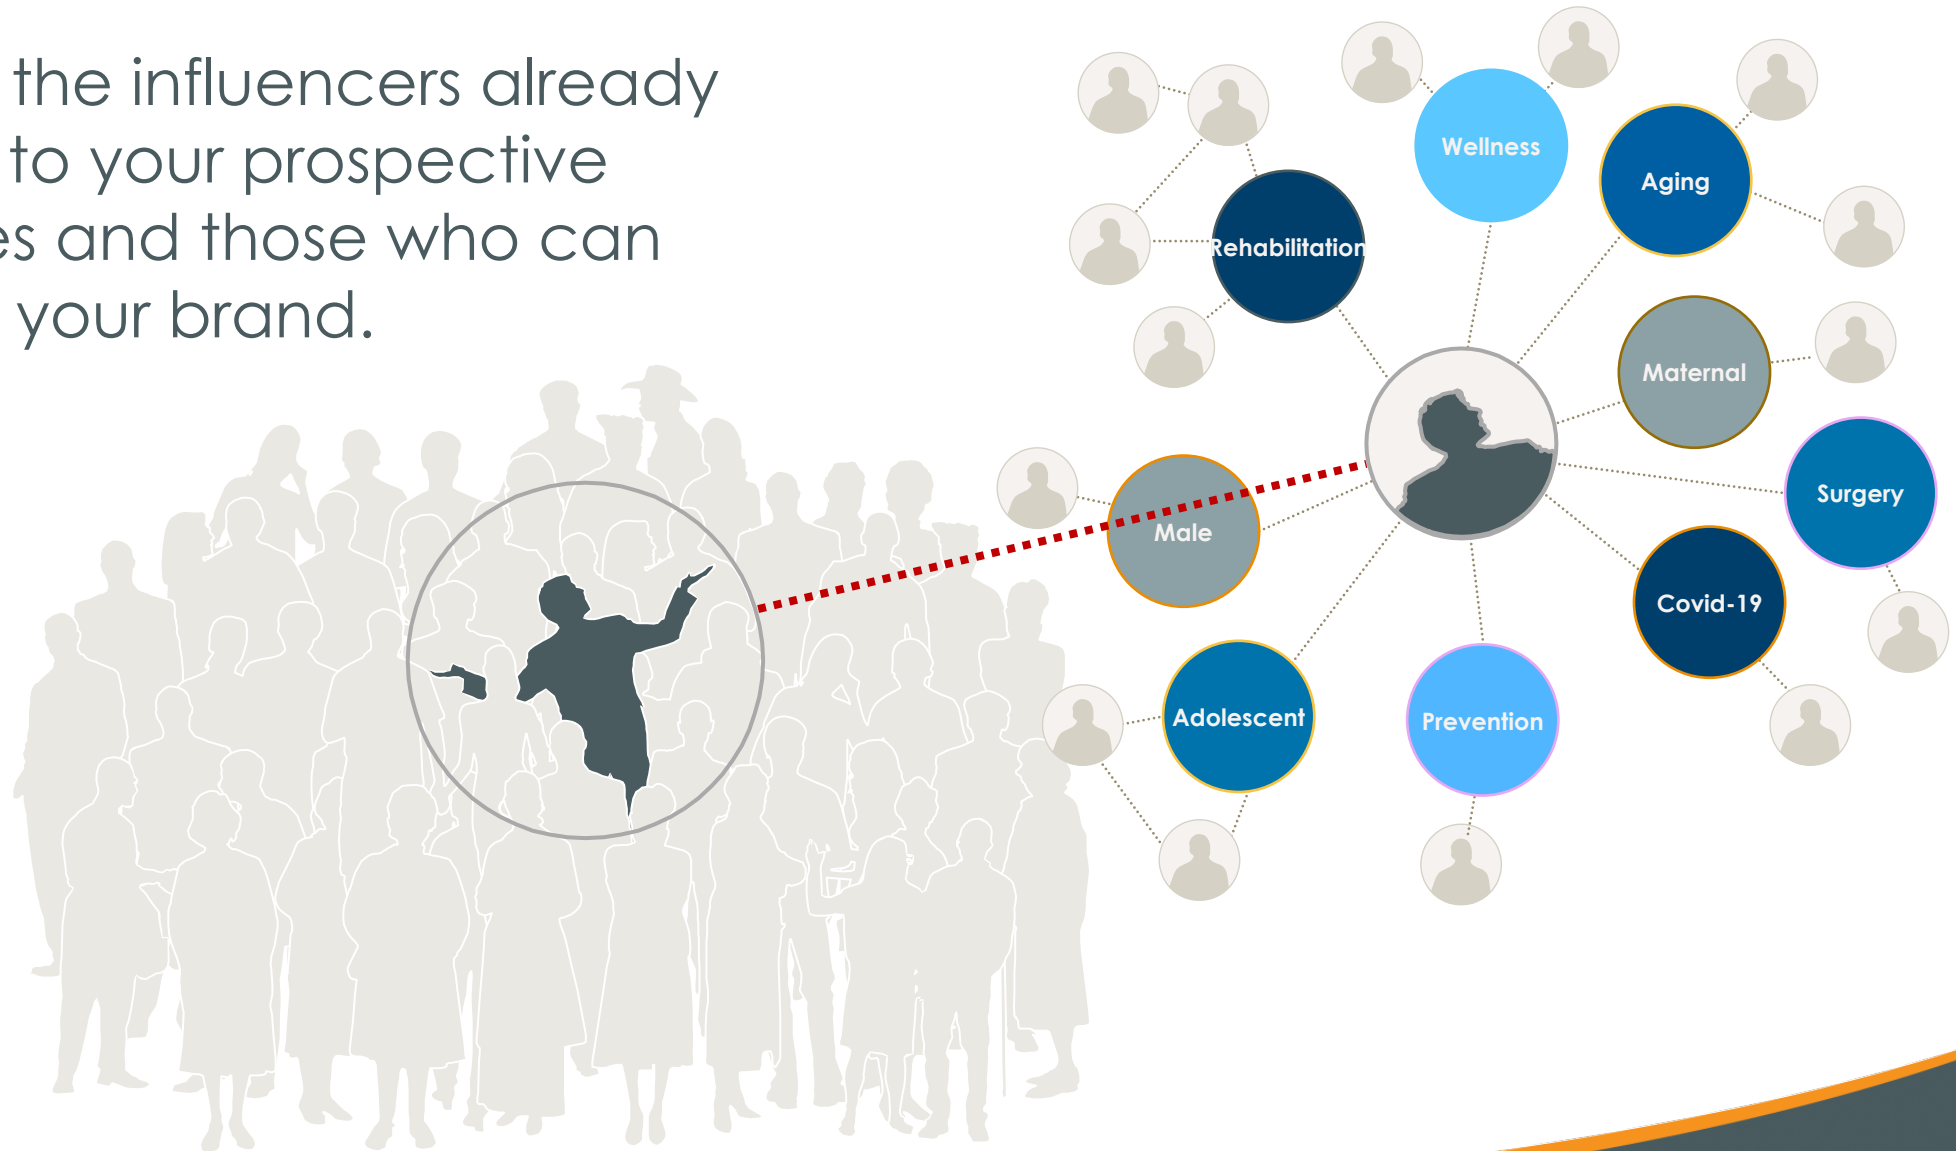 the influencers already
to your prospective
es and those who can
your brand.
Wellness
Aging
Rehabilitation
Maternal
Surgery
Male
Covid-19
Adolescent
Prevention